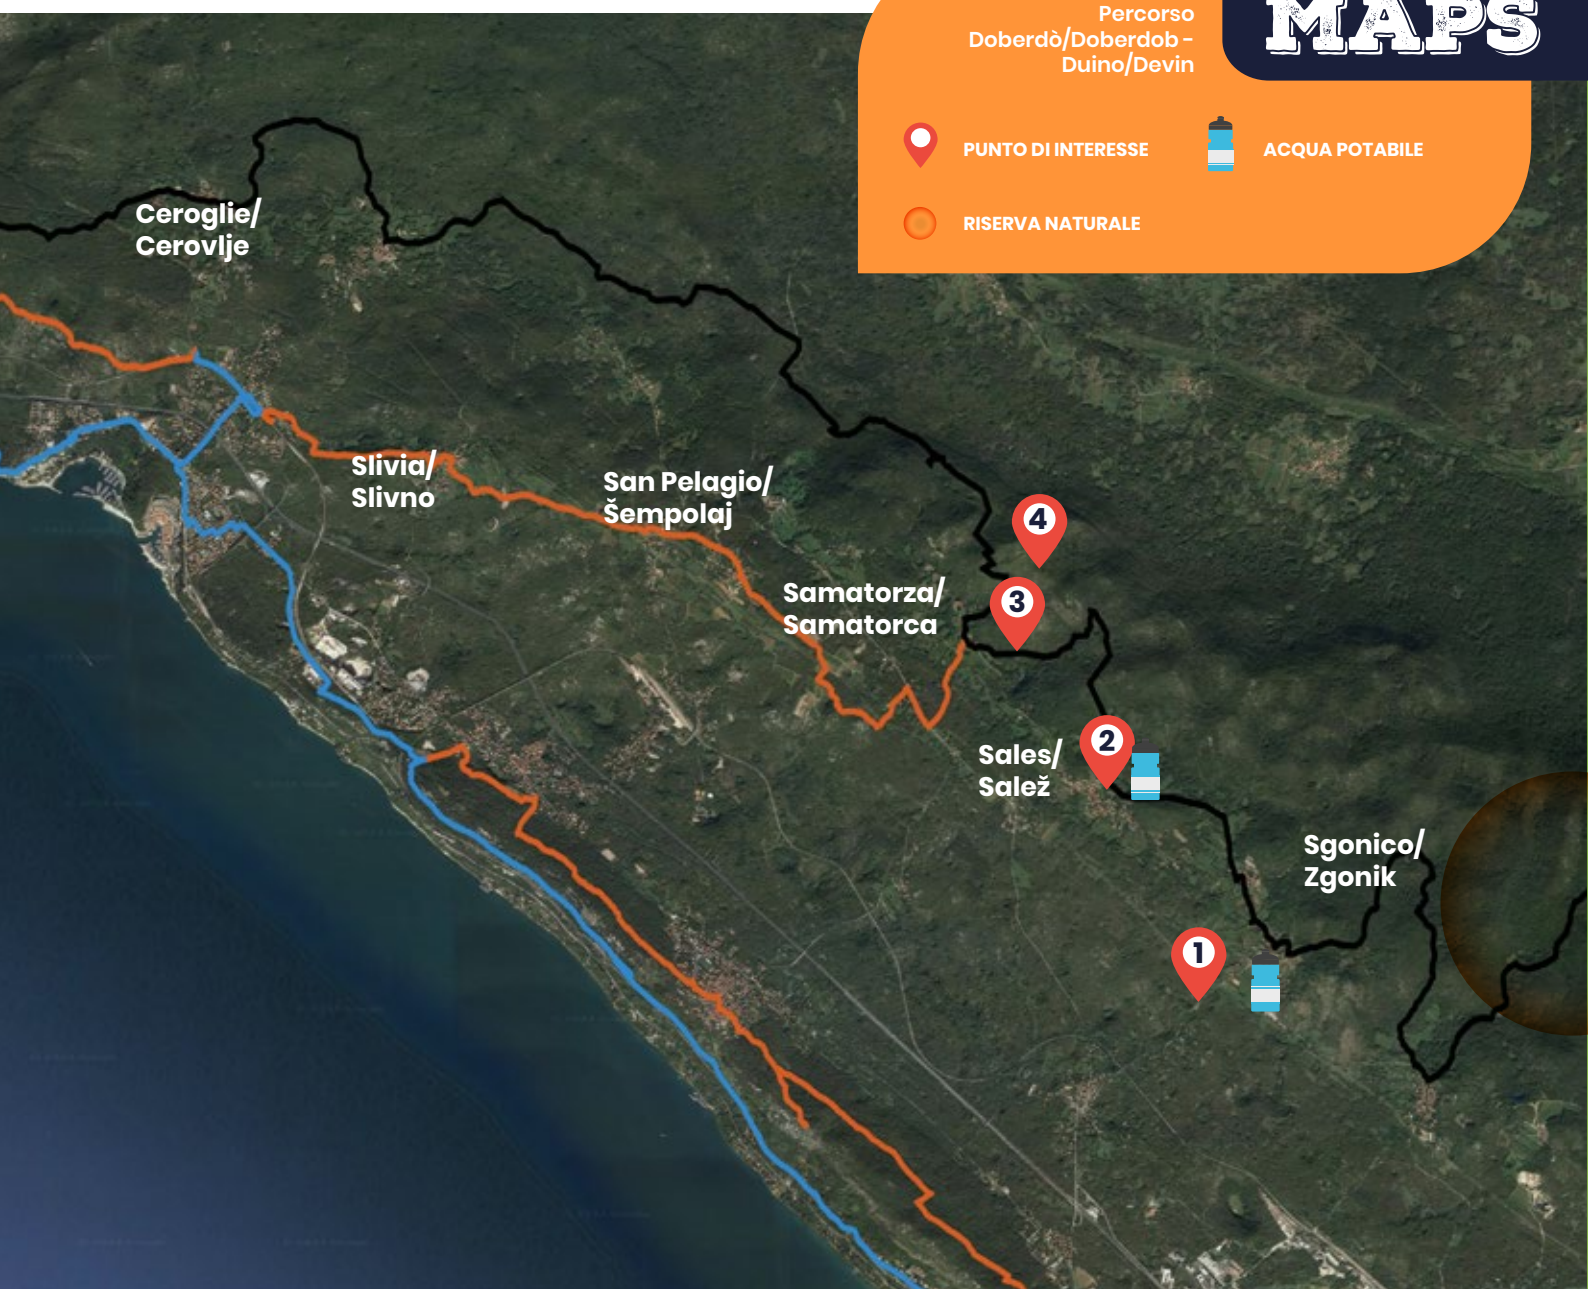 MAPS
Percorso
Doberdò/Doberdob -
Duino/Devin
PUNTO DI INTERESSE
ACQUA POTABILE
RISERVA NATURALE
Ceroglie/
Cerovlje
Slivia/
Slivno
San Pelagio/
Šempolaj
4
Samatorza/
Samatorca
3
Sales/
Salež
2
Sgonico/
Zgonik
1